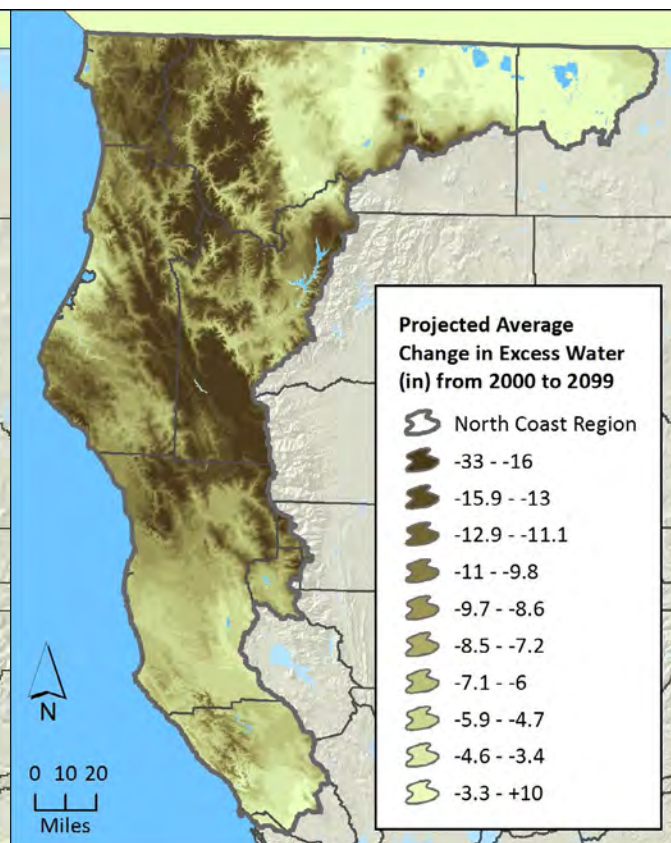 Projected Average
Change in Excess Water
(in) from 2000 to 2099
North Coast Region
-33 - -16
-15.9 - -13
-12.9 - -11.1
-11 - -9.8
-9.7 - -8.6
-8.5 - -7.2
-7.1 - -6
-5.9 - -4.7
-4.6 - -3.4
-3.3 - +10
N
0 10 20
Miles